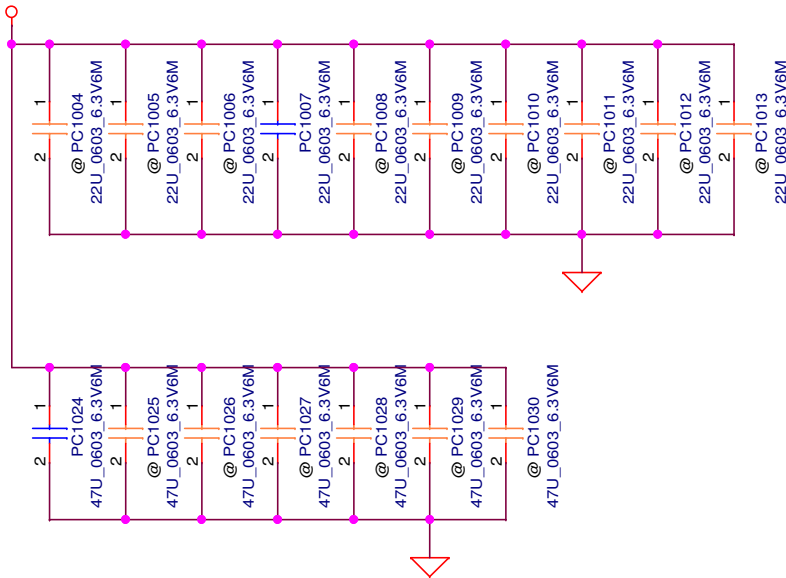 1
2
@ PC1004
22U_0603_6.3V6M
1
2
@ PC1005
22U_0603_6.3V6M
1
2
@ PC1006
22U_0603_6.3V6M
1
2
PC1007
22U_0603_6.3V6M
1
2
@ PC1008
22U_0603_6.3V6M
1
2
@ PC1009
22U_0603_6.3V6M
1
2
@ PC1010
22U_0603_6.3V6M
1
2
@ PC1011
22U_0603_6.3V6M
1
2
@ PC1012
22U_0603_6.3V6M
1
2
@ PC1013
22U_0603_6.3V6M
1
2
PC1024
47U_0603_6.3V6M
1
2
@ PC1025
47U_0603_6.3V6M
1
2
@ PC1026
47U_0603_6.3V6M
1
2
@ PC1027
47U_0603_6.3V6M
1
2
@ PC1028
47U_0603_6.3V6M
1
2
@ PC1029
47U_0603_6.3V6M
1
2
@ PC1030
47U_0603_6.3V6M